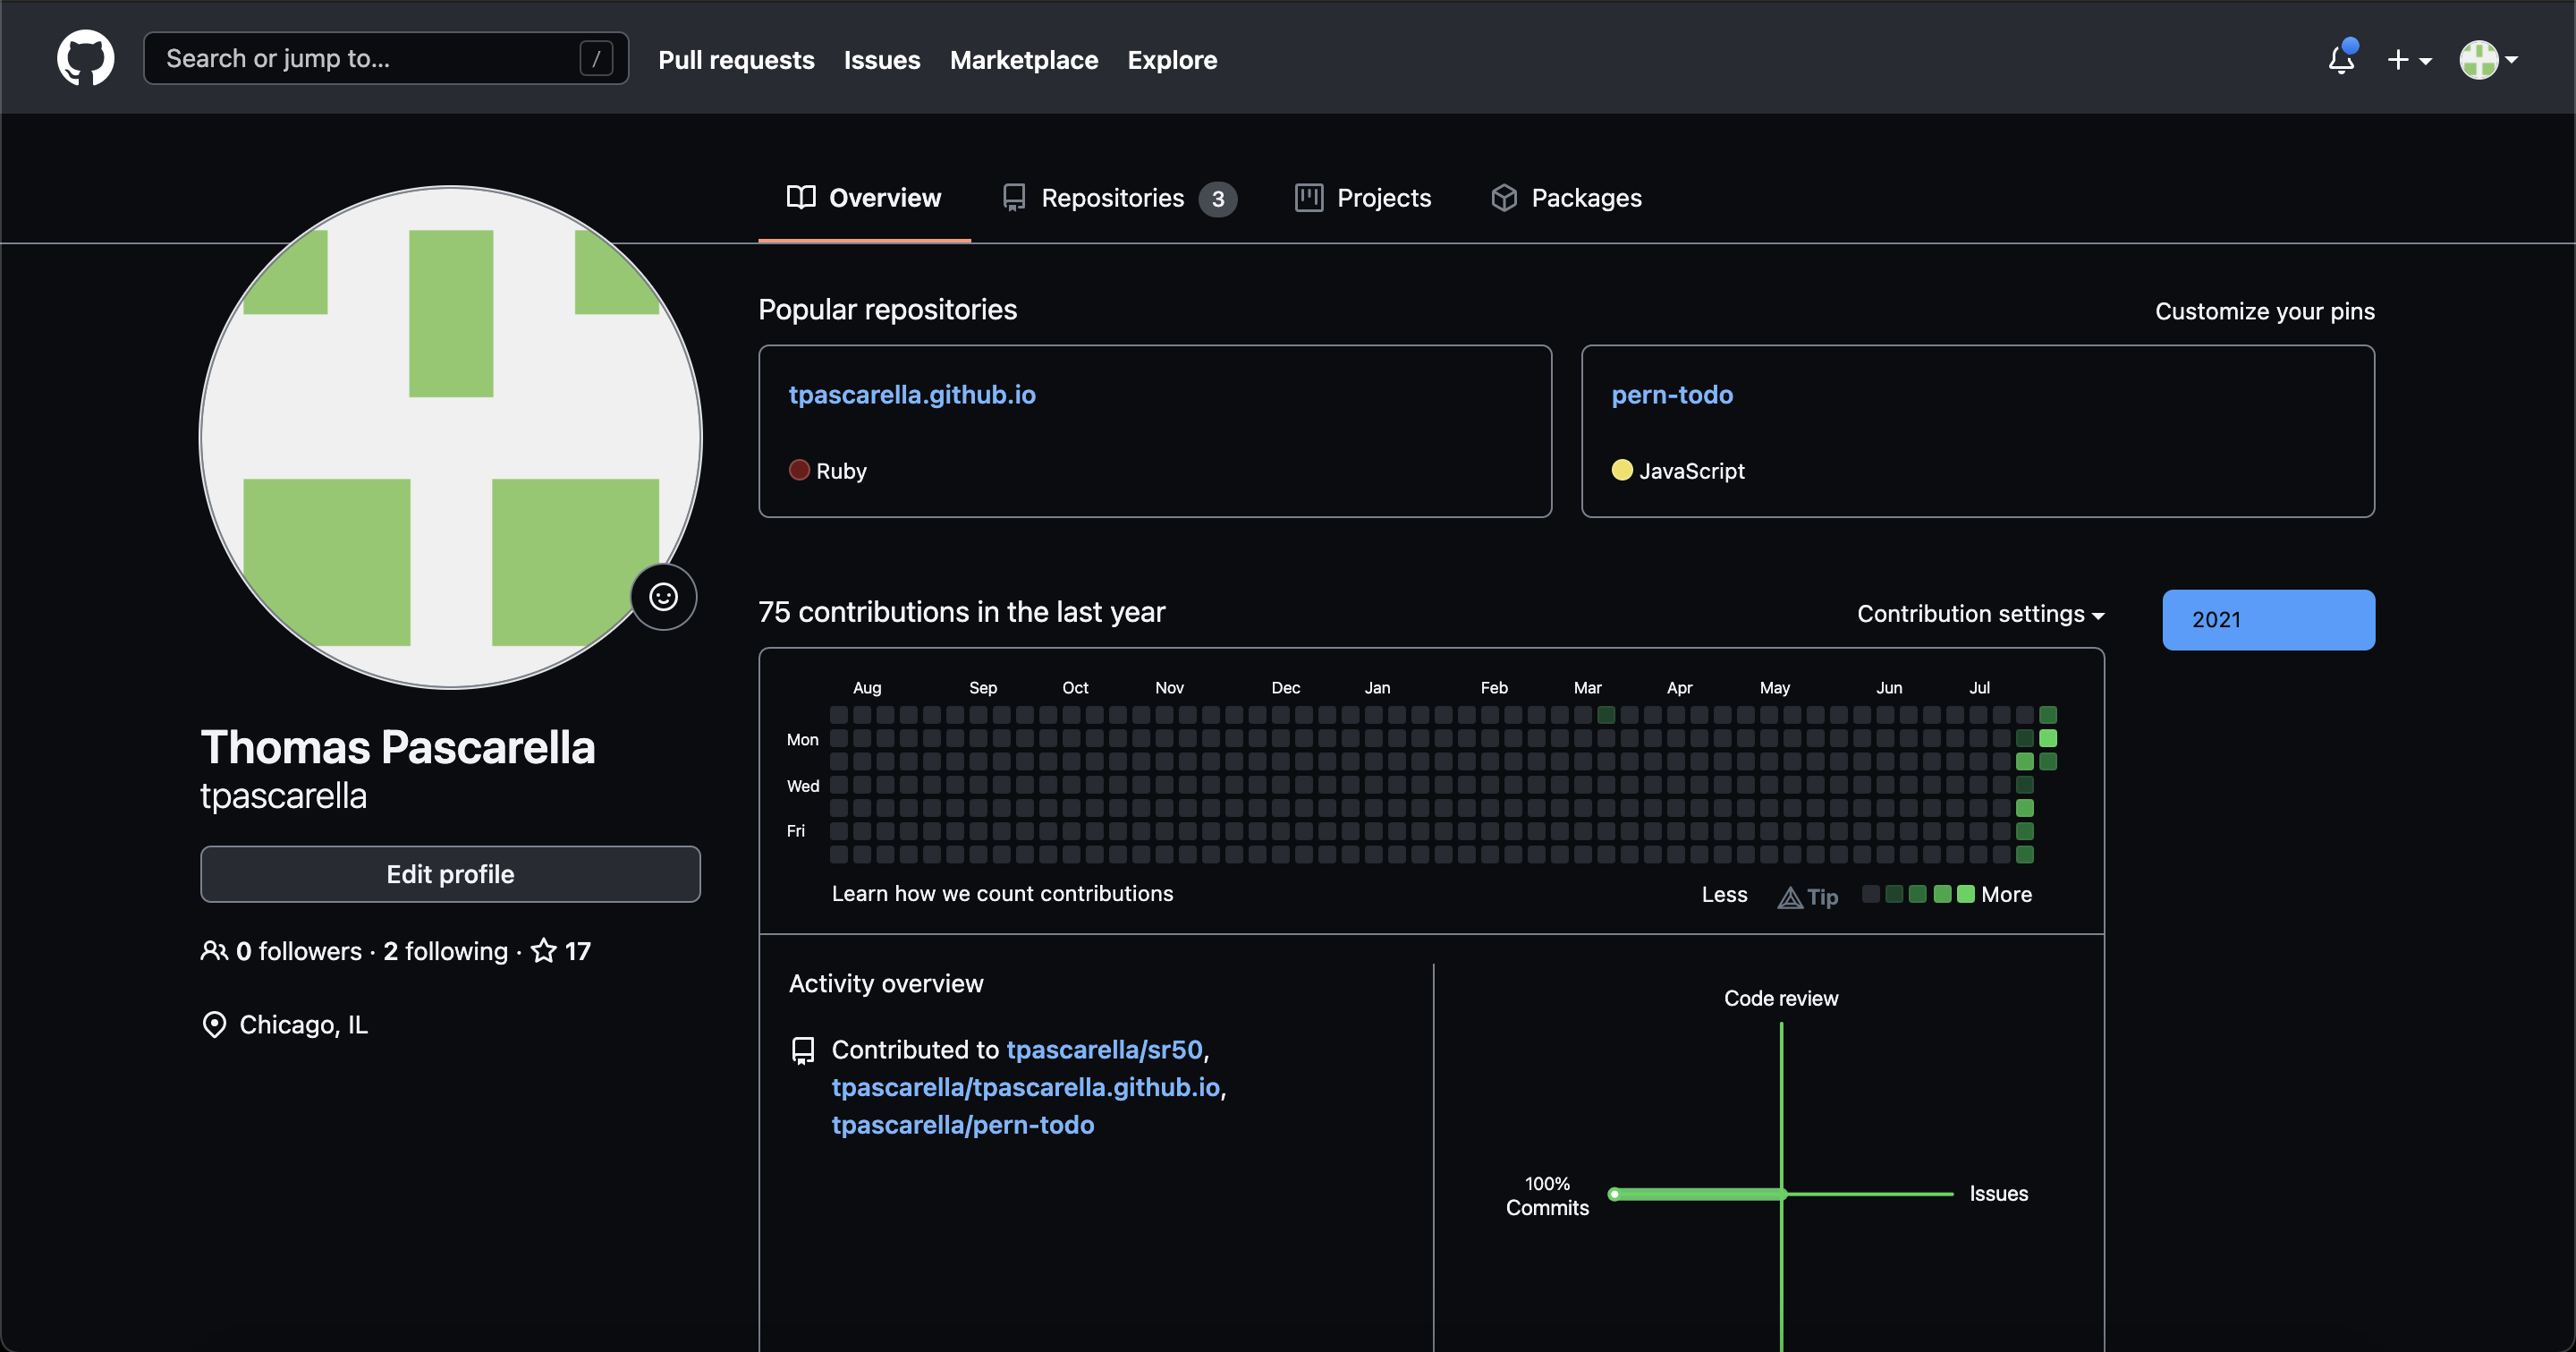 Search or jump to... /
Pull requests Issues Marketplace Explore
Overview Repositories 3 Projects Packages
Popular repositories
Customize your pins
tpascarella.github.io
Ruby
pern-todo
JavaScript
75 contributions in the last year
Contribution settings
2021
Aug Sep Oct Nov Dec Jan Feb Mar Apr May Jun Jul
Mon
Wed
Fri
Learn how we count contributions
Less Tip More
Thomas Pascarella
tpascarella
Edit profile
0 followers · 2 following · 17
Chicago, IL
Activity overview
Contributed to tpascarella/sr50,
tpascarella/tpascarella.github.io,
tpascarella/pern-todo
Code review
100%
Commits
Issues